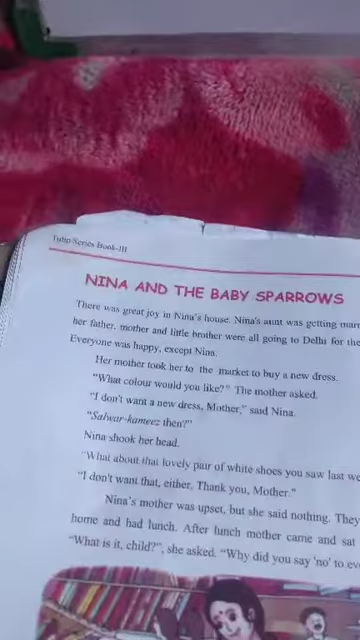 Tulip Series Book-III
NINA AND THE BABY SPARROWS
There was great joy in Nina's house. Nina's aunt was getting
her father, mother and little brother were all going to Delhi for the
Everyone was happy, except Nina.
Her mother took her to the market to buy a new dress.
"What colour would you like?" The mother asked.
"I don't want a new dress, Mother," said Nina.
"Salwar-kameez then?"
Nina shook her head.
"What about that lovely pair of white shoes you saw last
"I don't want that, either. Thank you, Mother."
Nina's mother was upset, but she said nothing. They
home and had lunch. After lunch mother came and sat
"What is it, child?", she asked. "Why did you say 'no' to